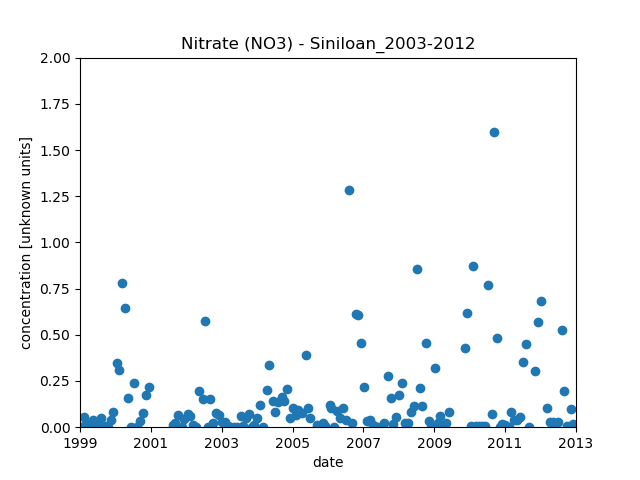 Nitrate (NO3) - Siniloan_2003-2012
2.00
1.75
1.50
1.25
1.00
0.75
0.50
0.25
0.00
concentration [unknown units]
1999 2001 2003 2005 2007 2009 2011 2013
date